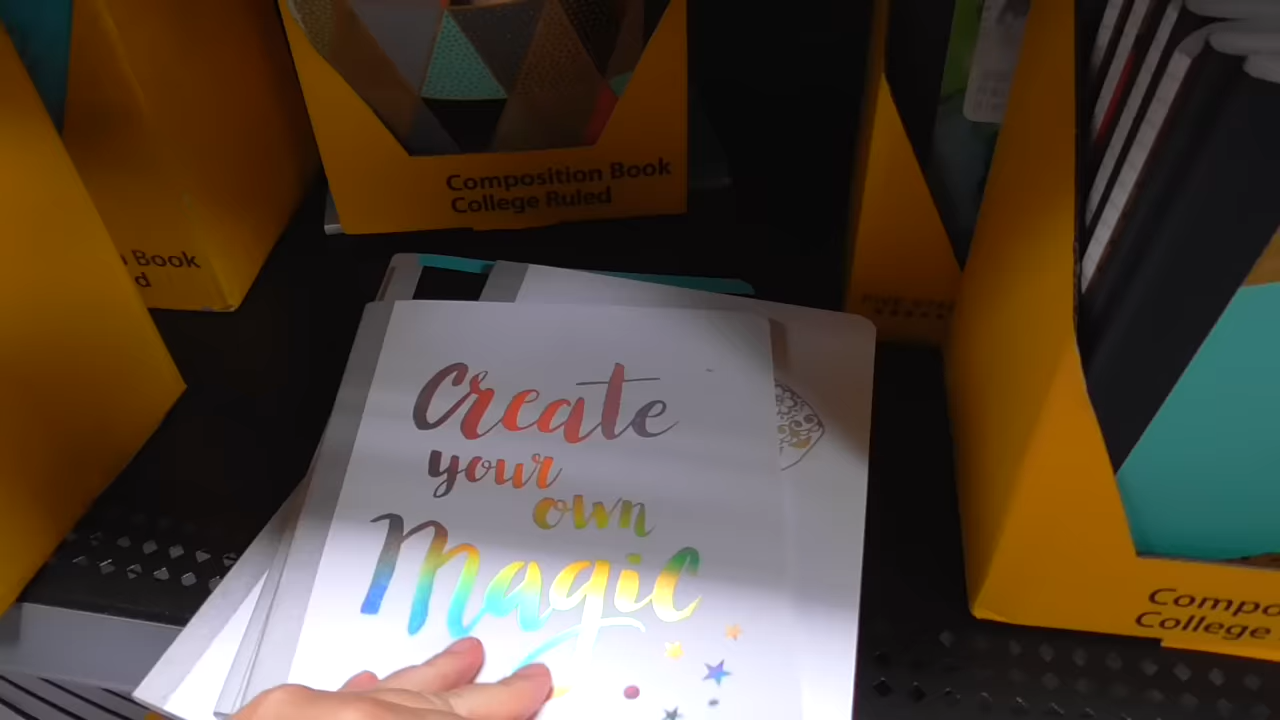 Composition Book
College Ruled
Book
d
Create
your
own
Magic
Compo
College